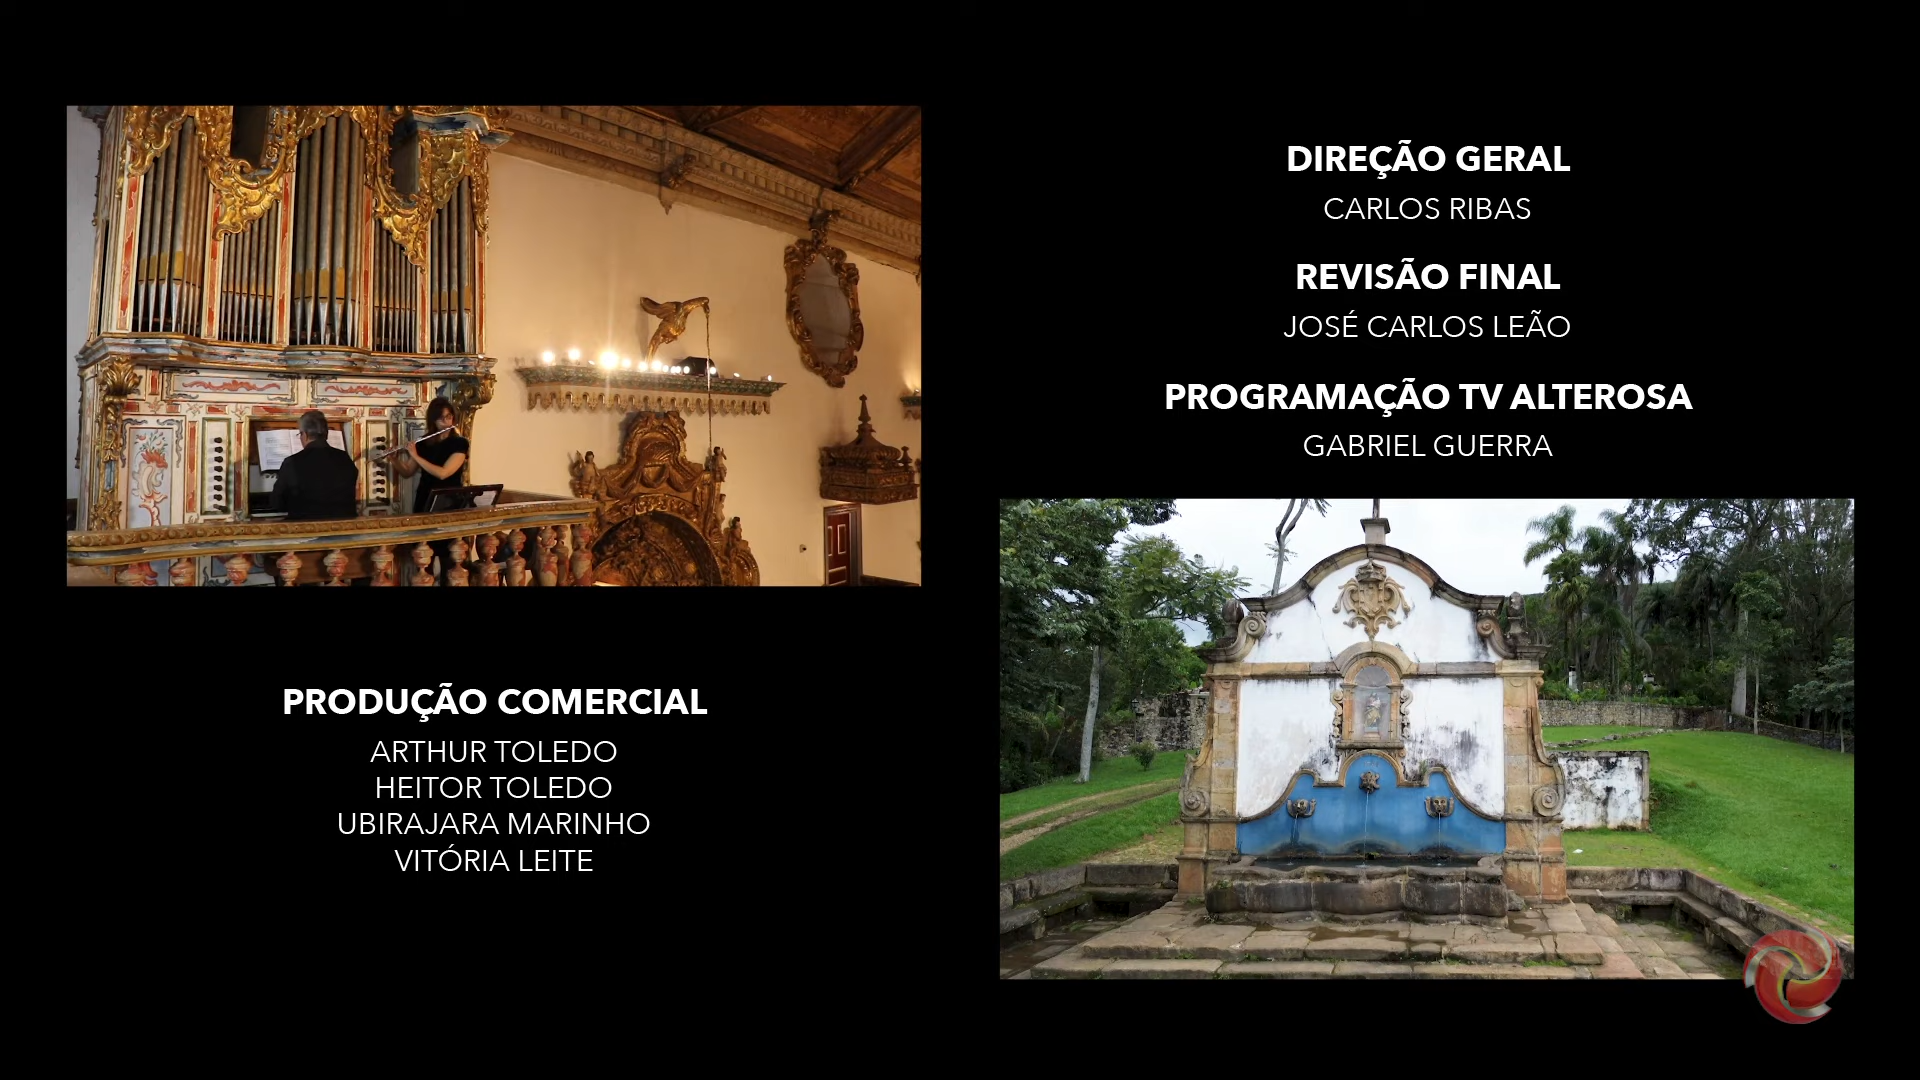 DIREÇÃO GERAL
CARLOS RIBAS
REVISÃO FINAL
JOSÉ CARLOS LEÃO
PROGRAMAÇÃO TV ALTEROSA
GABRIEL GUERRA
PRODUÇÃO COMERCIAL
ARTHUR TOLEDO
HEITOR TOLEDO
UBIRAJARA MARINHO
VITÓRIA LEITE